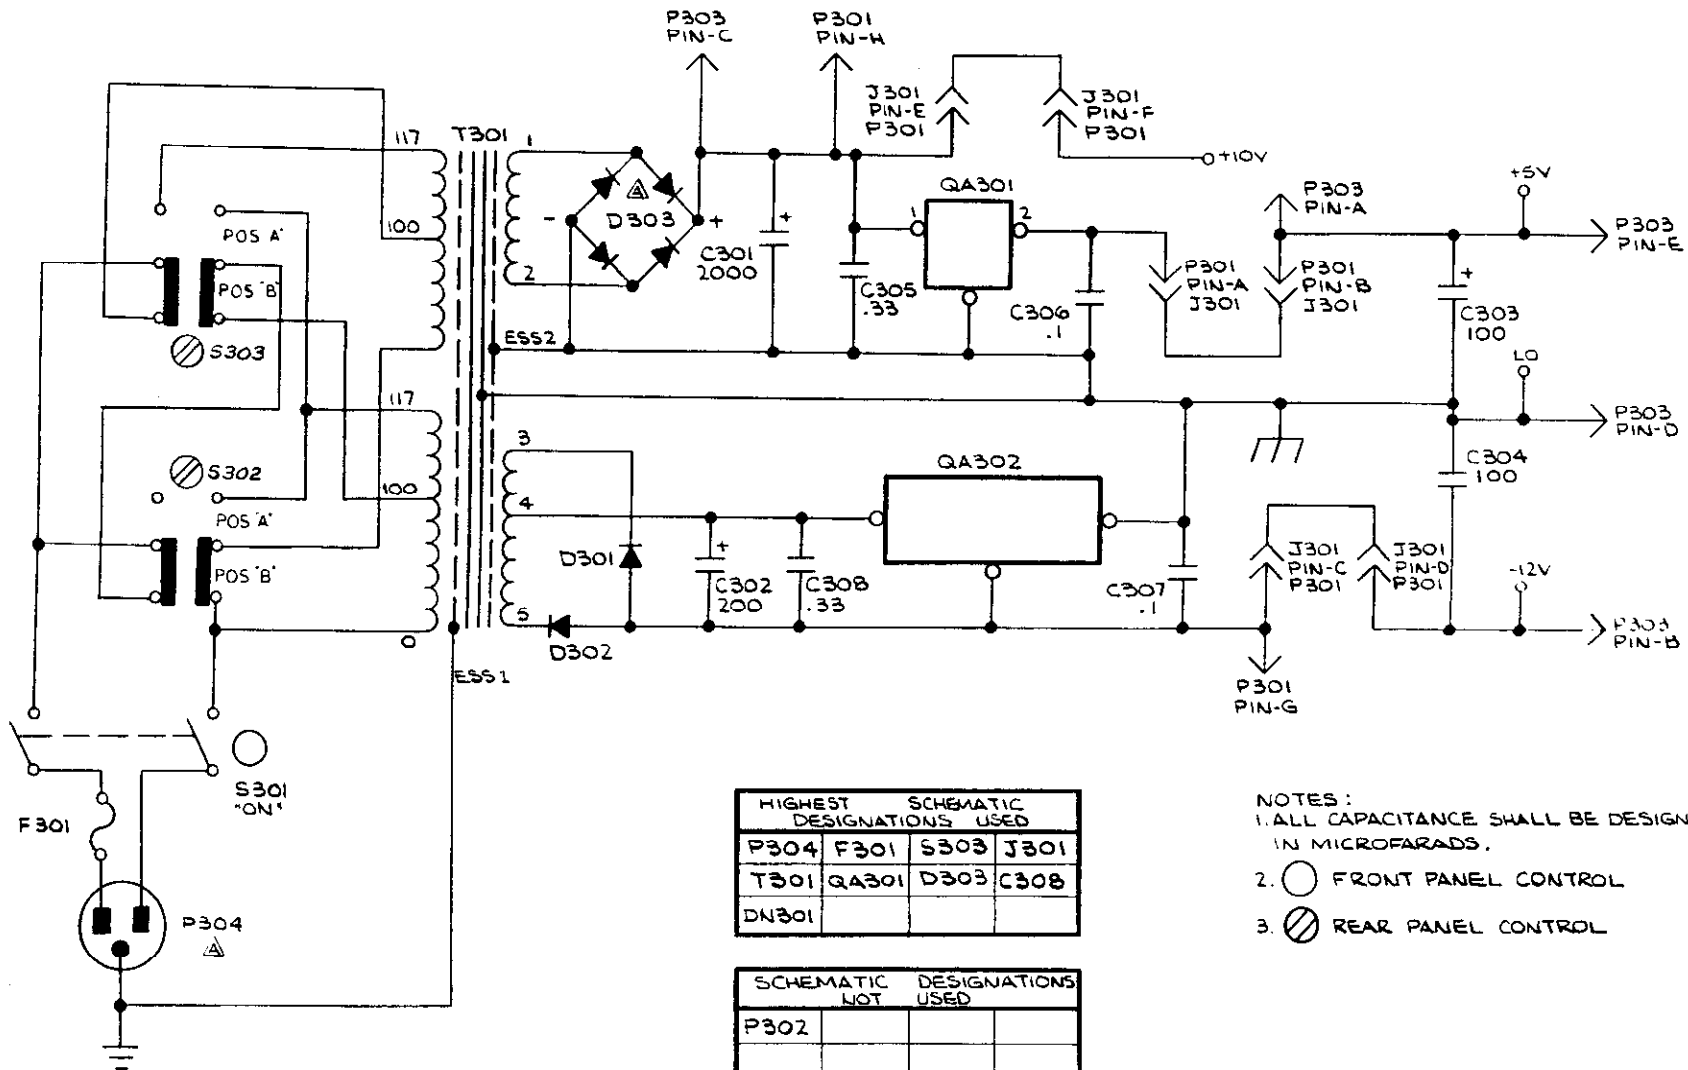 P303
PIN-C
P301
PIN-H
J301
PIN-E
P301
J301
PIN-F
P301
+10V
117
T301
1
QA301
1
2
P303
PIN-A
+5V
P303
PIN-E
POS "A"
100
-
D303
+
C301
2000
+
2
C305
.33
C306
.1
P301
PIN-A
J301
P301
PIN-B
J301
+
C303
100
POS "B"
S303
ESS2
LO
P303
PIN-D
117
S302
3
QA302
C304
100
100
4
POS "A"
D301
+
C302
200
C308
.33
C307
.1
J301
PIN-C
P301
J301
PIN-D
P301
-12V
POS "B"
5
D302
P303
PIN-B
0
ESS1
P301
PIN-G
S301
"ON"
F301
P304
HIGHEST SCHEMATIC
DESIGNATIONS USED
P304 F301 S303 J301
T301 QA301 D303 C308
DN301
SCHEMATIC DESIGNATIONS
NOT USED
P302
NOTES:
1. ALL CAPACITANCE SHALL BE DESIGN
IN MICROFARADS.
2. FRONT PANEL CONTROL
3. REAR PANEL CONTROL